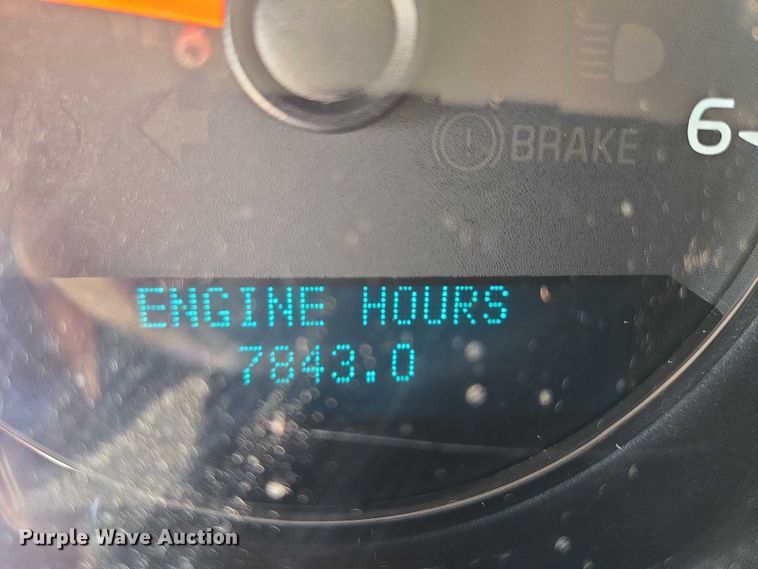 BRAKE
6
ENGINE HOURS
7843.0
Purple Wave Auction